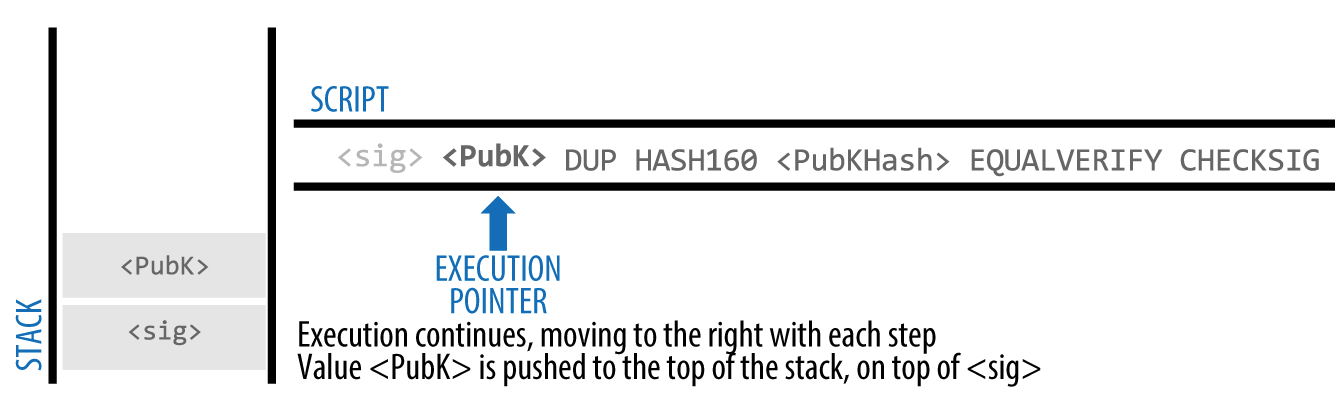 SCRIPT
<sig> <PubK> DUP HASH160 <PubKHash> EQUALVERIFY CHECKSIG
<PubK>
<sig>
STACK
EXECUTION
POINTER
Execution continues, moving to the right with each step
Value <PubK> is pushed to the top of the stack, on top of <sig>